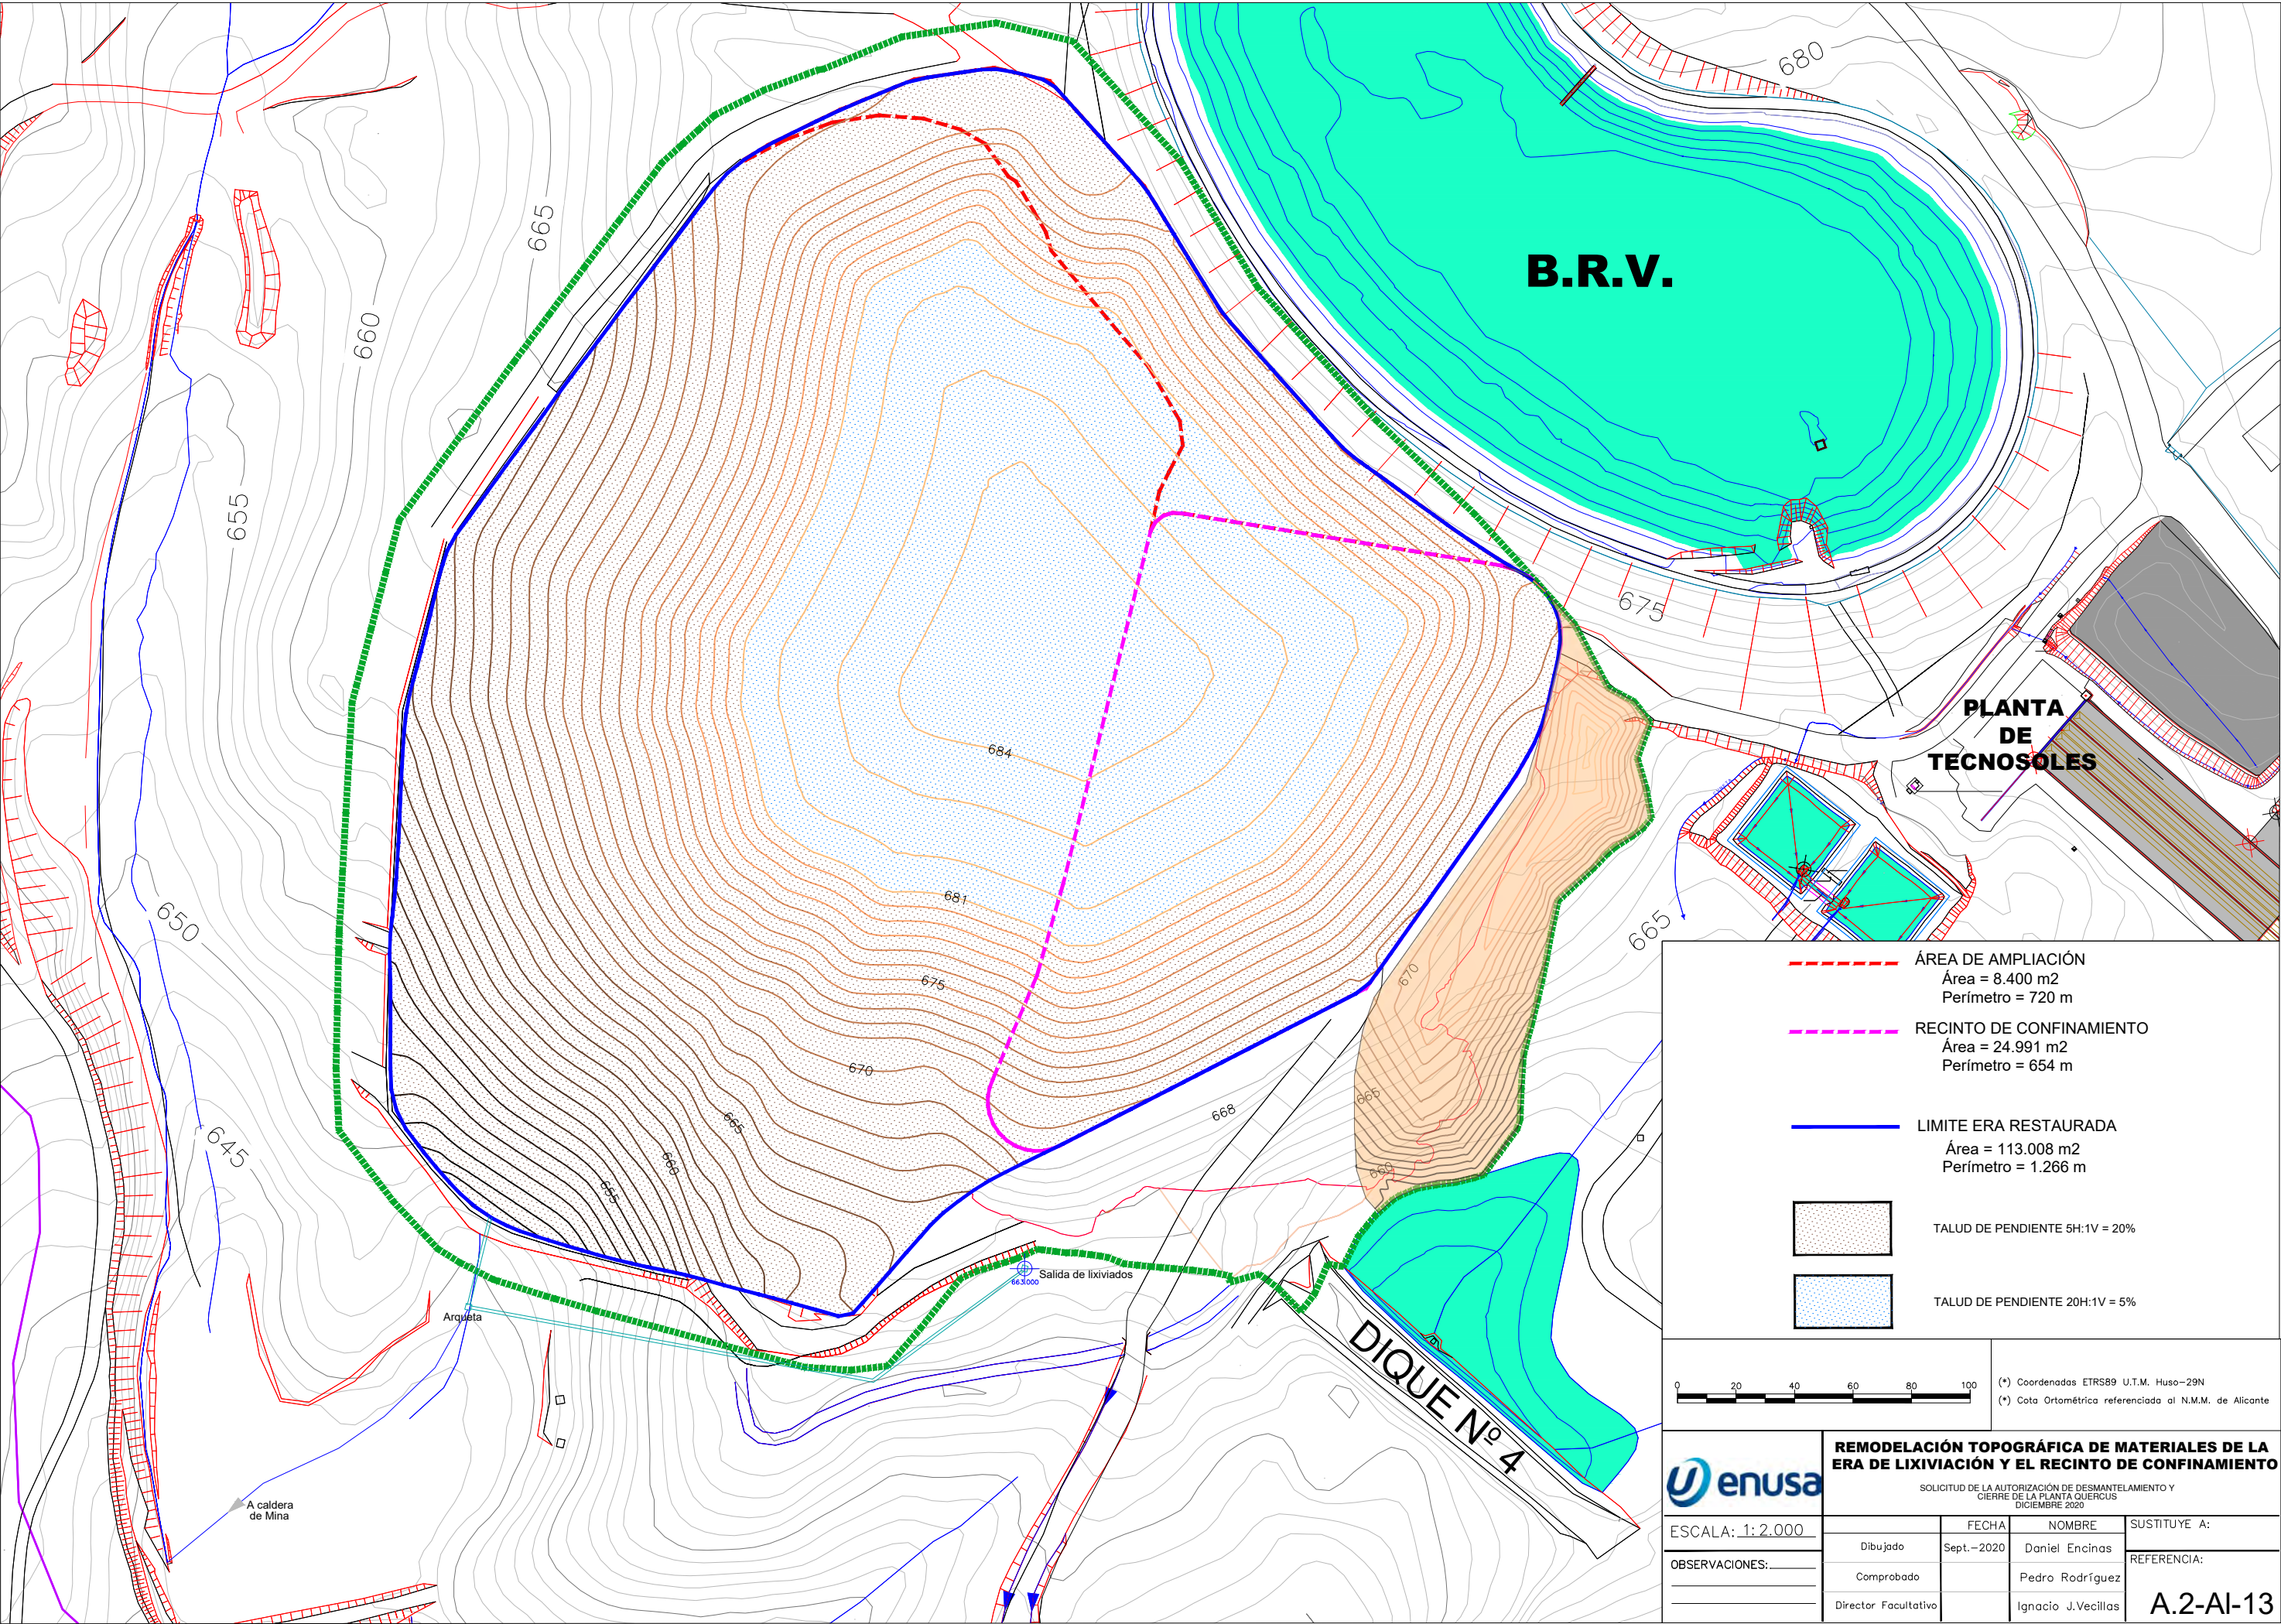 680
665
B.R.V.
660
655
675
PLANTA
DE
TECNOSOLES
684
681
650
665
675
670
670
665
668
665
645
660
660
655
Salida de lixiviados
663.000
Arqueta
DIQUE Nº 4
A caldera
de Mina
ÁREA DE AMPLIACIÓN
Área = 8.400 m2
Perímetro = 720 m
RECINTO DE CONFINAMIENTO
Área = 24.991 m2
Perímetro = 654 m
LIMITE ERA RESTAURADA
Área = 113.008 m2
Perímetro = 1.266 m
TALUD DE PENDIENTE 5H:1V = 20%
TALUD DE PENDIENTE 20H:1V = 5%
0 20 40 60 80 100
(*) Coordenadas ETRS89 U.T.M. Huso-29N
(*) Cota Ortométrica referenciada al N.M.M. de Alicante
enusa
REMODELACIÓN TOPOGRÁFICA DE MATERIALES DE LA
ERA DE LIXIVIACIÓN Y EL RECINTO DE CONFINAMIENTO
SOLICITUD DE LA AUTORIZACIÓN DE DESMANTELAMIENTO Y
CIERRE DE LA PLANTA QUERCUS
DICIEMBRE 2020
ESCALA: 1:2.000
OBSERVACIONES:
FECHA NOMBRE
Dibujado Sept.-2020 Daniel Encinas
Comprobado Pedro Rodríguez
Director Facultativo Ignacio J.Vecillas
SUSTITUYE A:
REFERENCIA:
A.2-AI-13